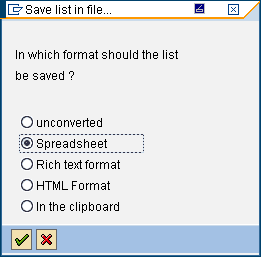 Save list in file...
In which format should the list
be saved ?
unconverted
Spreadsheet
Rich text format
HTML Format
In the clipboard